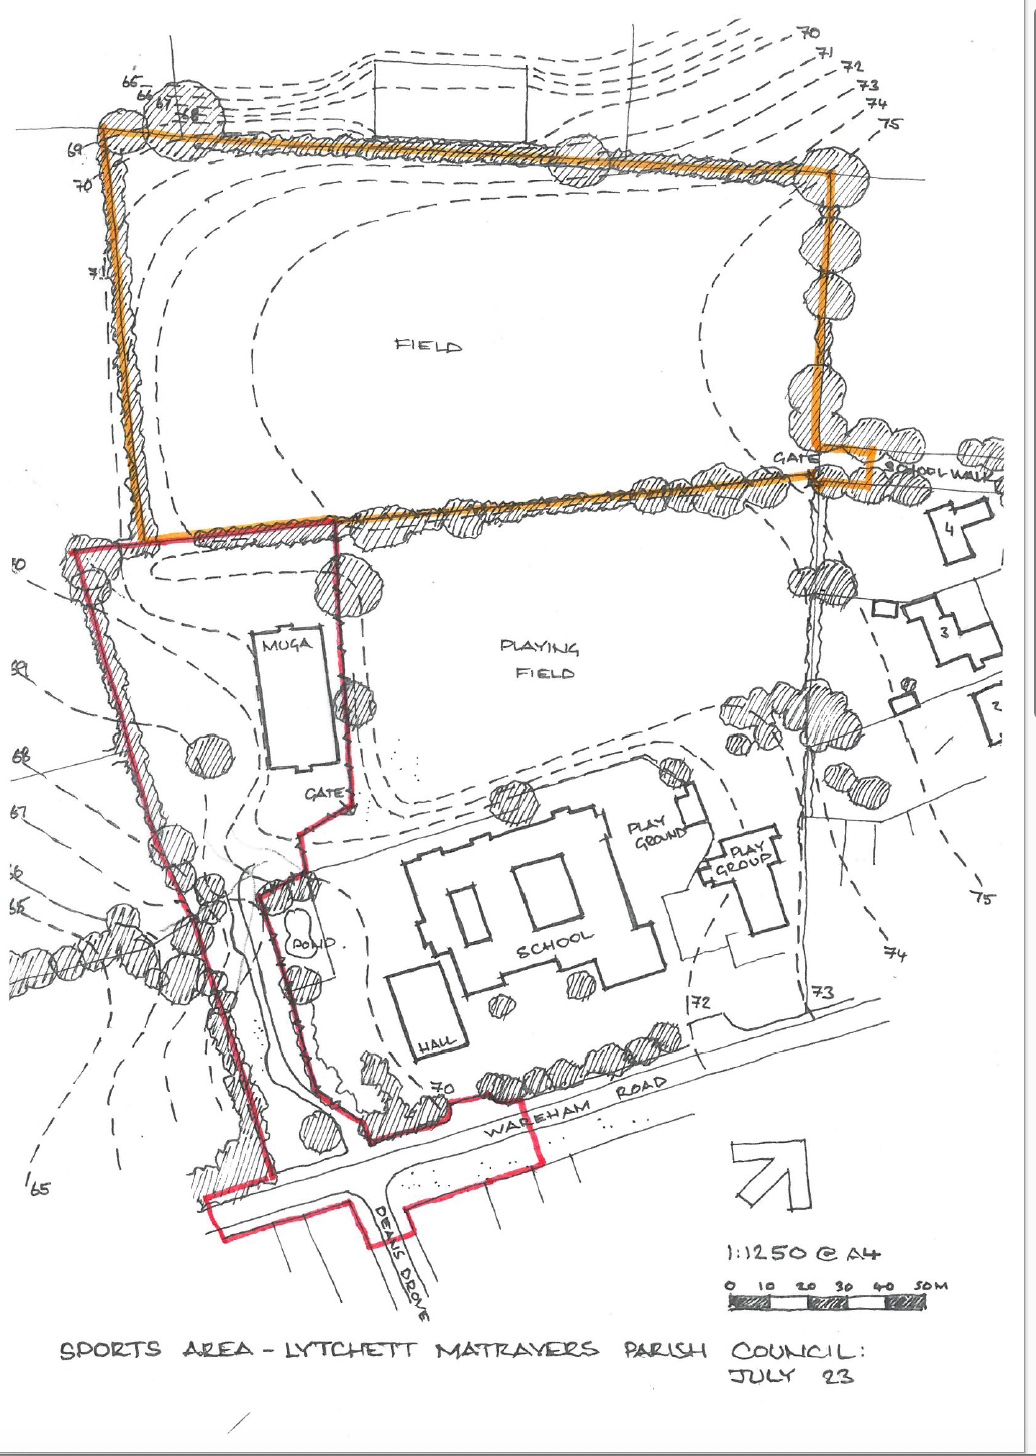 70
71
72
73
74
75
65
66
67
68
69
70
71
FIELD
GATE
SCHOOL WALK
4
3
2
MUGA
PLAYING
FIELD
GATE
68
67
65
PLAY
GROUND
PLAY
GROUP
POND
SCHOOL
HALL
75
74
73
72
70
WAREHAM ROAD
DEANS DROVE
65
1:1250 @ A4
0 10 20 30 40 50M
SPORTS AREA - LYTCHETT MATRAVERS PARISH COUNCIL:
JULY 23